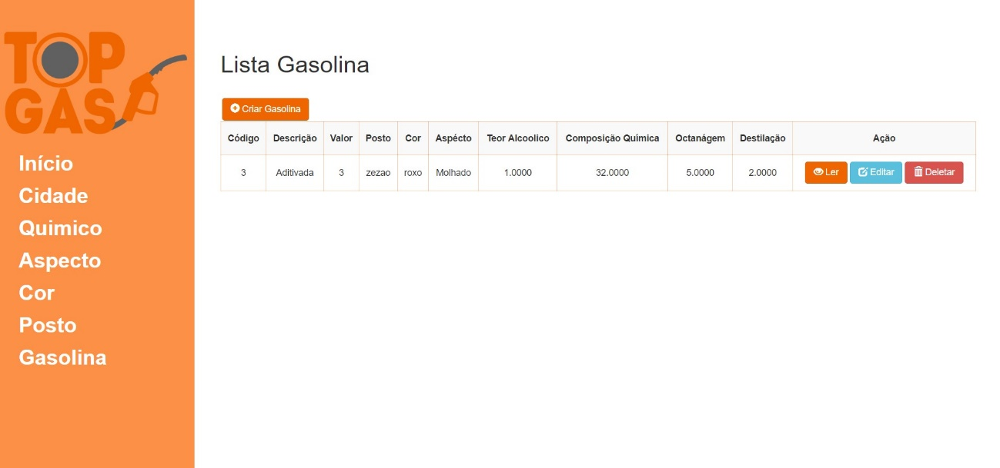 TOP
GAS
Início
Cidade
Quimico
Aspecto
Cor
Posto
Gasolina
Lista Gasolina
Criar Gasolina
Código Descrição Valor Posto Cor Aspécto Teor Alcoolico Composição Química Octanágem Destilação Ação
3 Aditivada 3 zezao roxo Molhado 1.0000 32.0000 5.0000 2.0000 Ler Editar Deletar